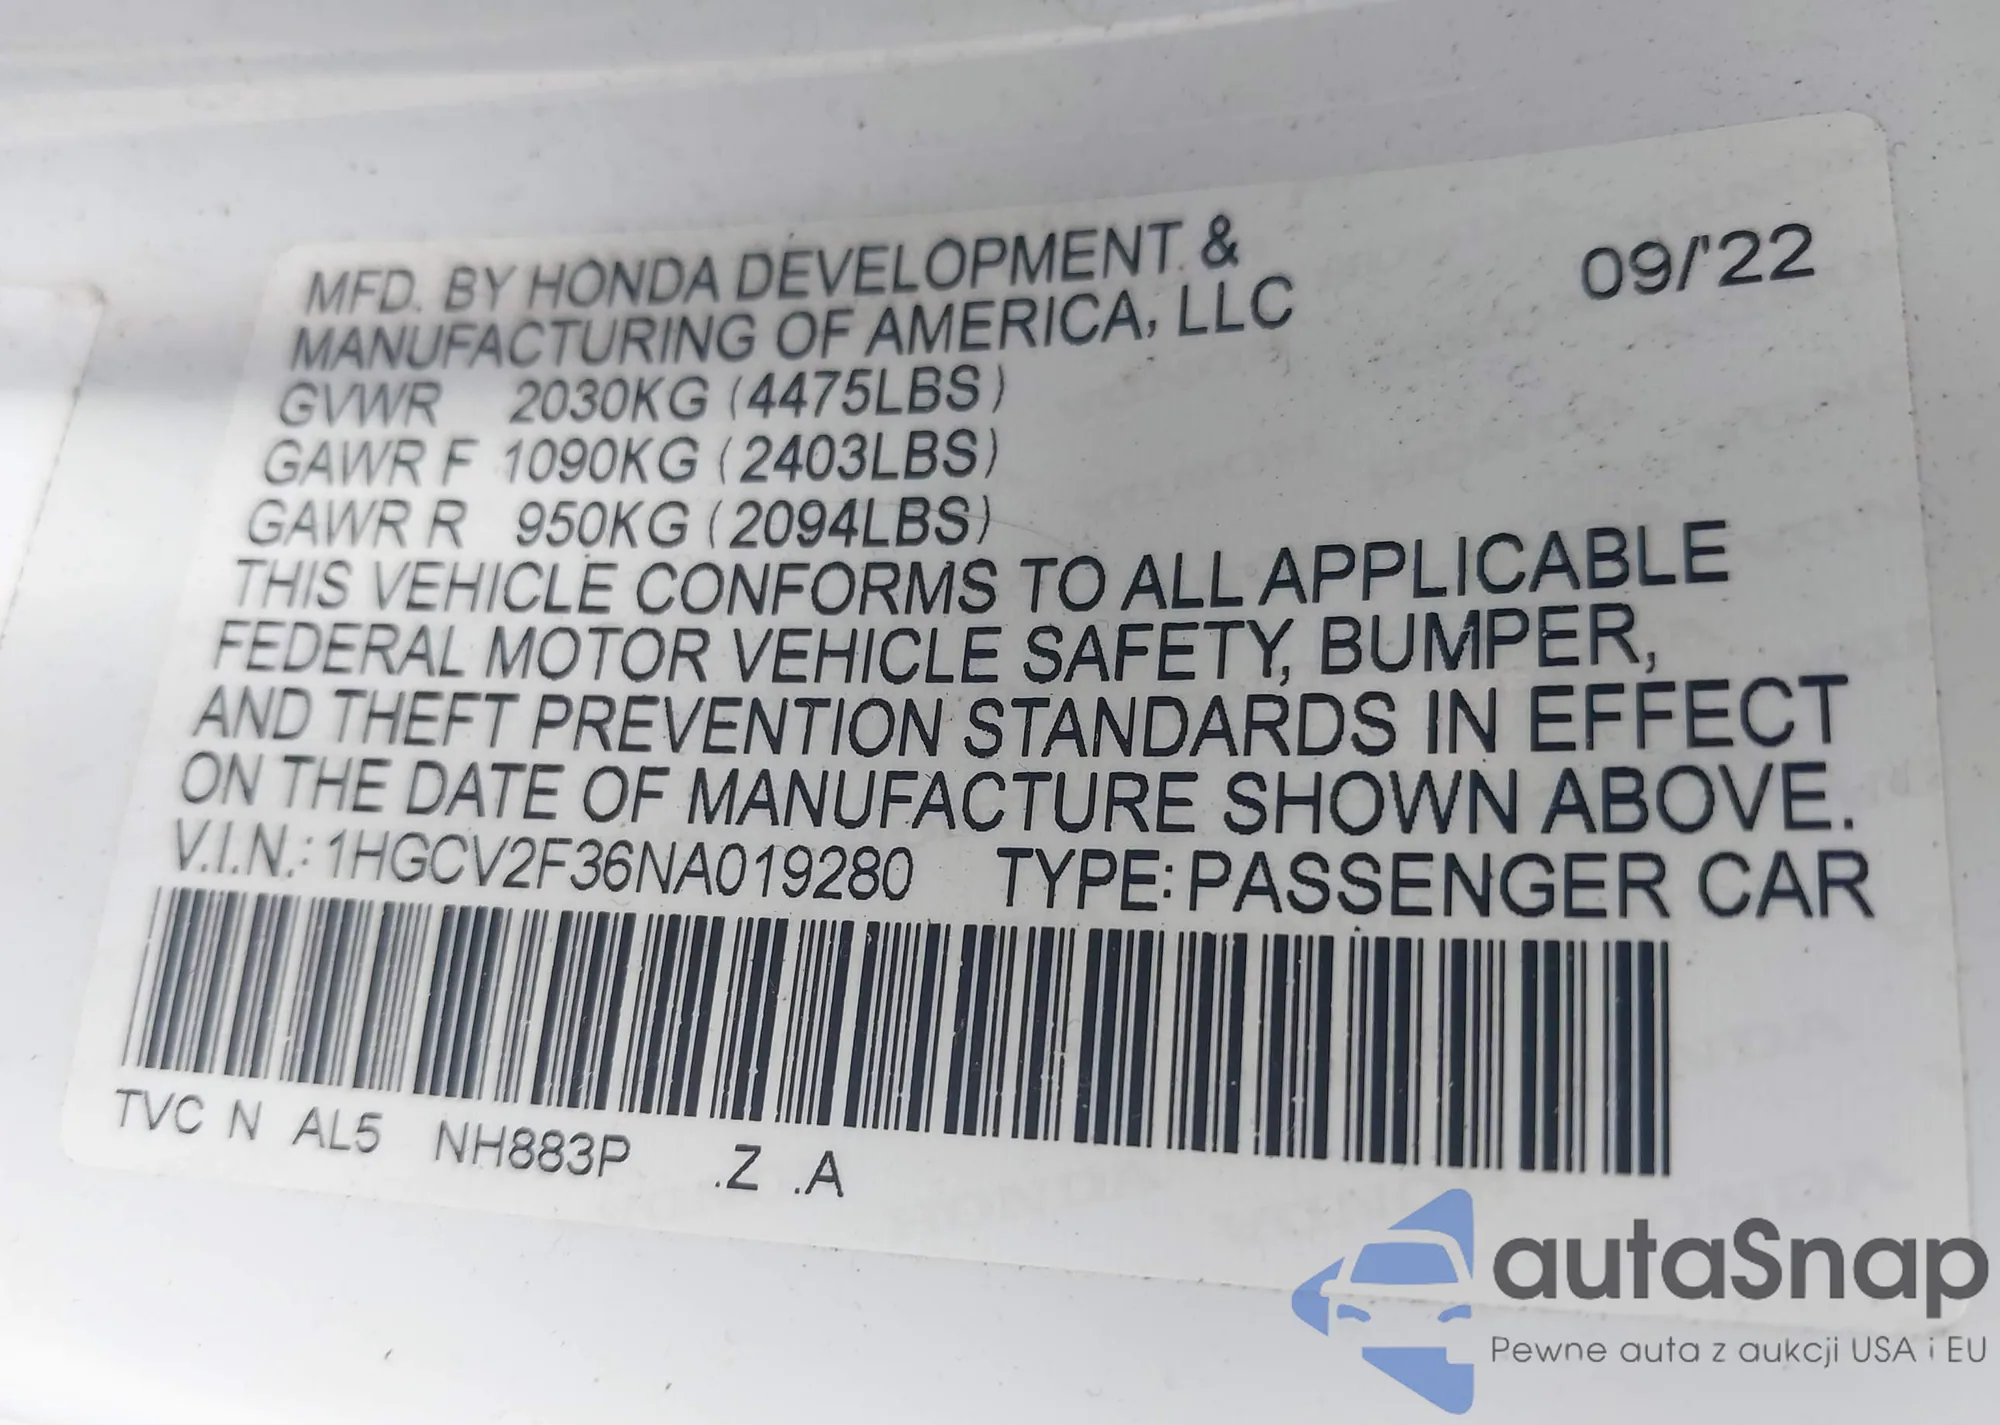 MFD. BY HONDA DEVELOPMENT & 09/'22
MANUFACTURING OF AMERICA, LLC
GVWR 2030KG (4475LBS)
GAWR F 1090KG (2403LBS)
GAWR R 950KG (2094LBS)
THIS VEHICLE CONFORMS TO ALL APPLICABLE
FEDERAL MOTOR VEHICLE SAFETY, BUMPER,
AND THEFT PREVENTION STANDARDS IN EFFECT
ON THE DATE OF MANUFACTURE SHOWN ABOVE.
V.I.N.: 1HGCV2F36NA019280 TYPE: PASSENGER CAR
TVC N AL5 NH883P .Z .A
autaSnap
Pewne auta z aukcji USA i EU